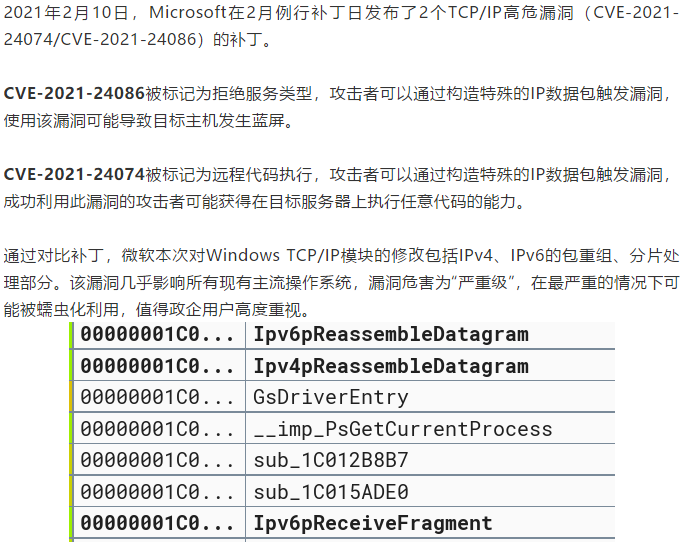 2021年2月10日，Microsoft在2月例行补丁日发布了2个TCP/IP高危漏洞（CVE-2021-
24074/CVE-2021-24086）的补丁。
CVE-2021-24086被标记为拒绝服务类型，攻击者可以通过构造特殊的IP数据包触发漏洞，
使用该漏洞可能导致目标主机发生蓝屏。
CVE-2021-24074被标记为远程代码执行，攻击者可以通过构造特殊的IP数据包触发漏洞，
成功利用此漏洞的攻击者可能获得在目标服务器上执行任意代码的能力。
通过对比补丁，微软本次对Windows TCP/IP模块的修改包括IPv4、IPv6的包重组、分片处
理部分。该漏洞几乎影响所有现有主流操作系统，漏洞危害为“严重级”，在最严重的情况下可
能被蠕虫化利用，值得政企用户高度重视。
00000001C0... Ipv6pReassembleDatagram
00000001C0... Ipv4pReassembleDatagram
00000001C0... GsDriverEntry
00000001C0... __imp_PsGetCurrentProcess
00000001C0... sub_1C012B8B7
00000001C0... sub_1C015ADE0
00000001C0... Ipv6pReceiveFragment